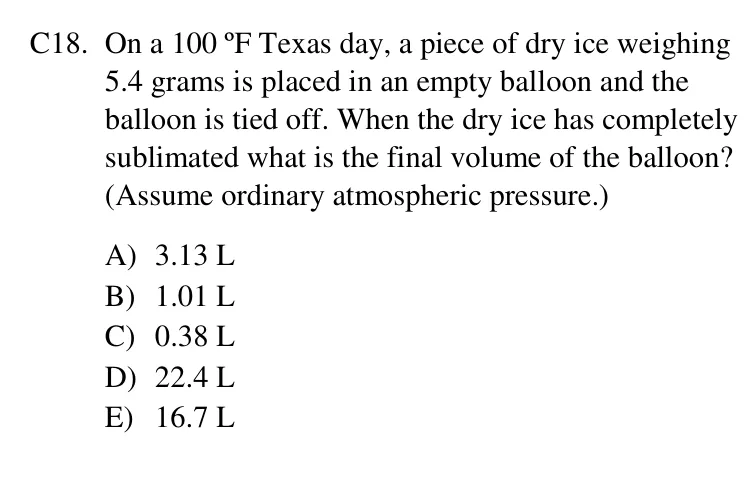 C18. On a 100 ºF Texas day, a piece of dry ice weighing
5.4 grams is placed in an empty balloon and the
balloon is tied off. When the dry ice has completely
sublimated what is the final volume of the balloon?
(Assume ordinary atmospheric pressure.)
A) 3.13 L
B) 1.01 L
C) 0.38 L
D) 22.4 L
E) 16.7 L